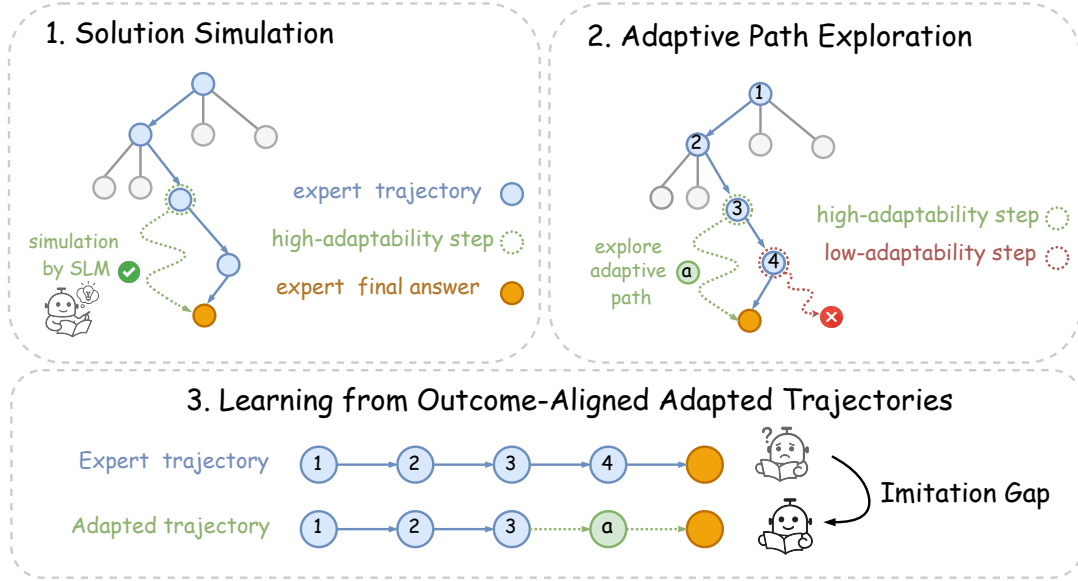 1. Solution Simulation
expert trajectory
high-adaptability step
expert final answer
simulation
by SLM
2. Adaptive Path Exploration
1
2
3
4
explore
adaptive
a
path
high-adaptability step
low-adaptability step
3. Learning from Outcome-Aligned Adapted Trajectories
Expert trajectory 1 2 3 4
?
Adapted trajectory 1 2 3 a
Imitation Gap